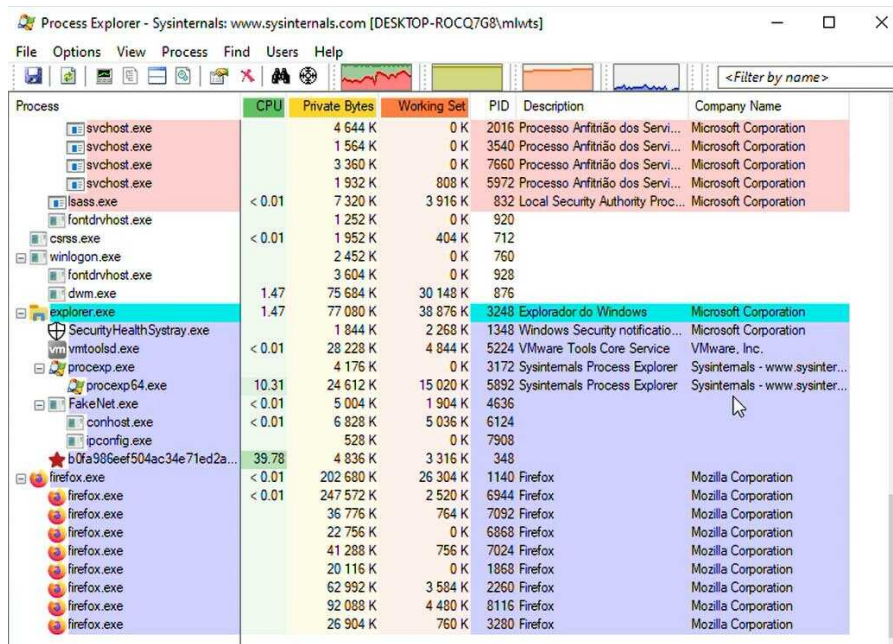 Process Explorer - Sysinternals: www.sysinternals.com [DESKTOP-ROCQ7G8\mlwts]
File Options View Process Find Users Help
<Filter by name>
Process CPU Private Bytes Working Set PID Description Company Name
svchost.exe 4 644 K 0 K 2016 Processo Anfitrião dos Servi... Microsoft Corporation
svchost.exe 1 564 K 0 K 3540 Processo Anfitrião dos Servi... Microsoft Corporation
svchost.exe 3 360 K 0 K 7660 Processo Anfitrião dos Servi... Microsoft Corporation
svchost.exe 1 932 K 808 K 5972 Processo Anfitrião dos Servi... Microsoft Corporation
lsass.exe < 0.01 7 320 K 3 916 K 832 Local Security Authority Proc... Microsoft Corporation
fontdrvhost.exe 1 252 K 0 K 920
csrss.exe < 0.01 1 952 K 404 K 712
winlogon.exe 2 452 K 0 K 760
fontdrvhost.exe 3 604 K 0 K 928
dwm.exe 1.47 75 684 K 30 148 K 876
explorer.exe 1.47 77 080 K 38 876 K 3248 Explorador do Windows Microsoft Corporation
SecurityHealthSystray.exe 1 844 K 2 268 K 1348 Windows Security notificatio... Microsoft Corporation
vm vmtoolsd.exe < 0.01 28 228 K 4 844 K 5224 VMware Tools Core Service VMware, Inc.
procexp.exe 4 176 K 0 K 3172 Sysinternals Process Explorer Sysinternals - www.sysinter...
procexp64.exe 10.31 24 612 K 15 020 K 5892 Sysinternals Process Explorer Sysinternals - www.sysinter...
FakeNet.exe < 0.01 5 004 K 1 904 K 4636
conhost.exe < 0.01 6 828 K 5 036 K 6124
ipconfig.exe 528 K 0 K 7908
b0fa986eef504ac34e71ed2a... 39.78 4 836 K 3 316 K 348
firefox.exe < 0.01 202 680 K 26 304 K 1140 Firefox Mozilla Corporation
firefox.exe < 0.01 247 572 K 2 520 K 6944 Firefox Mozilla Corporation
firefox.exe 36 776 K 764 K 7092 Firefox Mozilla Corporation
firefox.exe 22 756 K 0 K 6868 Firefox Mozilla Corporation
firefox.exe 41 288 K 756 K 7024 Firefox Mozilla Corporation
firefox.exe 20 116 K 0 K 1868 Firefox Mozilla Corporation
firefox.exe 62 992 K 3 584 K 2260 Firefox Mozilla Corporation
firefox.exe 92 088 K 4 480 K 8116 Firefox Mozilla Corporation
firefox.exe 26 904 K 760 K 3280 Firefox Mozilla Corporation